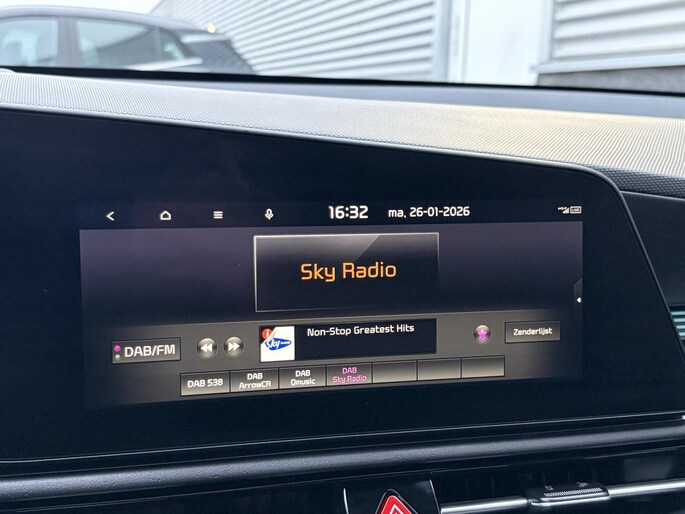 16:32 ma, 26-01-2026
Sky Radio
DAB/FM
Sky
Non-Stop Greatest Hits
Zenderlijst
DAB 538
DAB
ArrowCR
DAB
Qmusic
DAB
Sky Radio